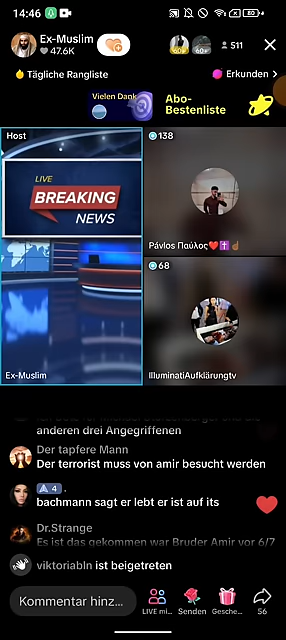 14:46
Ex-Muslim
47.6K
511
Tägliche Rangliste
Erkunden >
Vielen Dank
Abo-
Bestenliste
Host
138
LIVE
BREAKING
NEWS
Pávlos Παύλος
68
Ex-Muslim
IlluminatiAufklärungtv
anderen drei Angegriffenen
Der tapfere Mann
Der terrorist muss von amir besucht werden
4 .
bachmann sagt er lebt er ist auf its
Dr.Strange
Es ist das gekommen war Bruder Amir vor 6/7
viktoriabln ist beigetreten
Kommentar hinz...
LIVE mi...
Senden
Gesche...
56